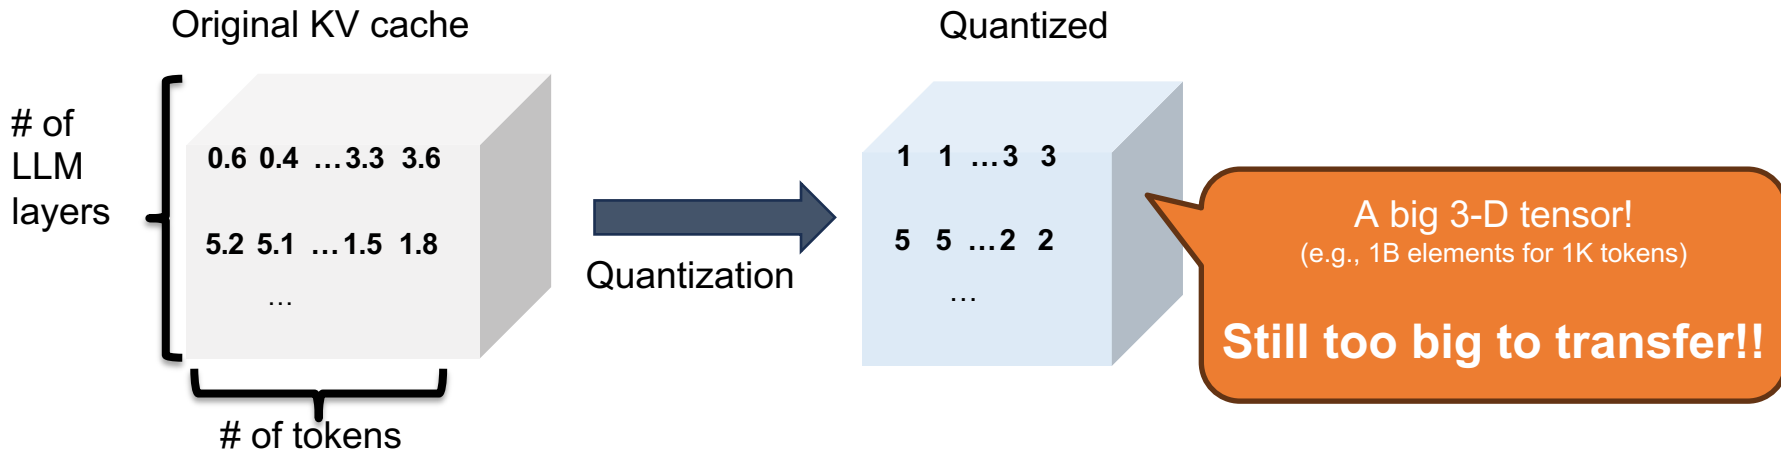 Original KV cache
Quantized
# of
LLM
layers
0.6 0.4 …3.3 3.6
5.2 5.1 …1.5 1.8
…
# of tokens
Quantization
1 1 …3 3
5 5 …2 2
…
A big 3-D tensor!
(e.g., 1B elements for 1K tokens)
Still too big to transfer!!